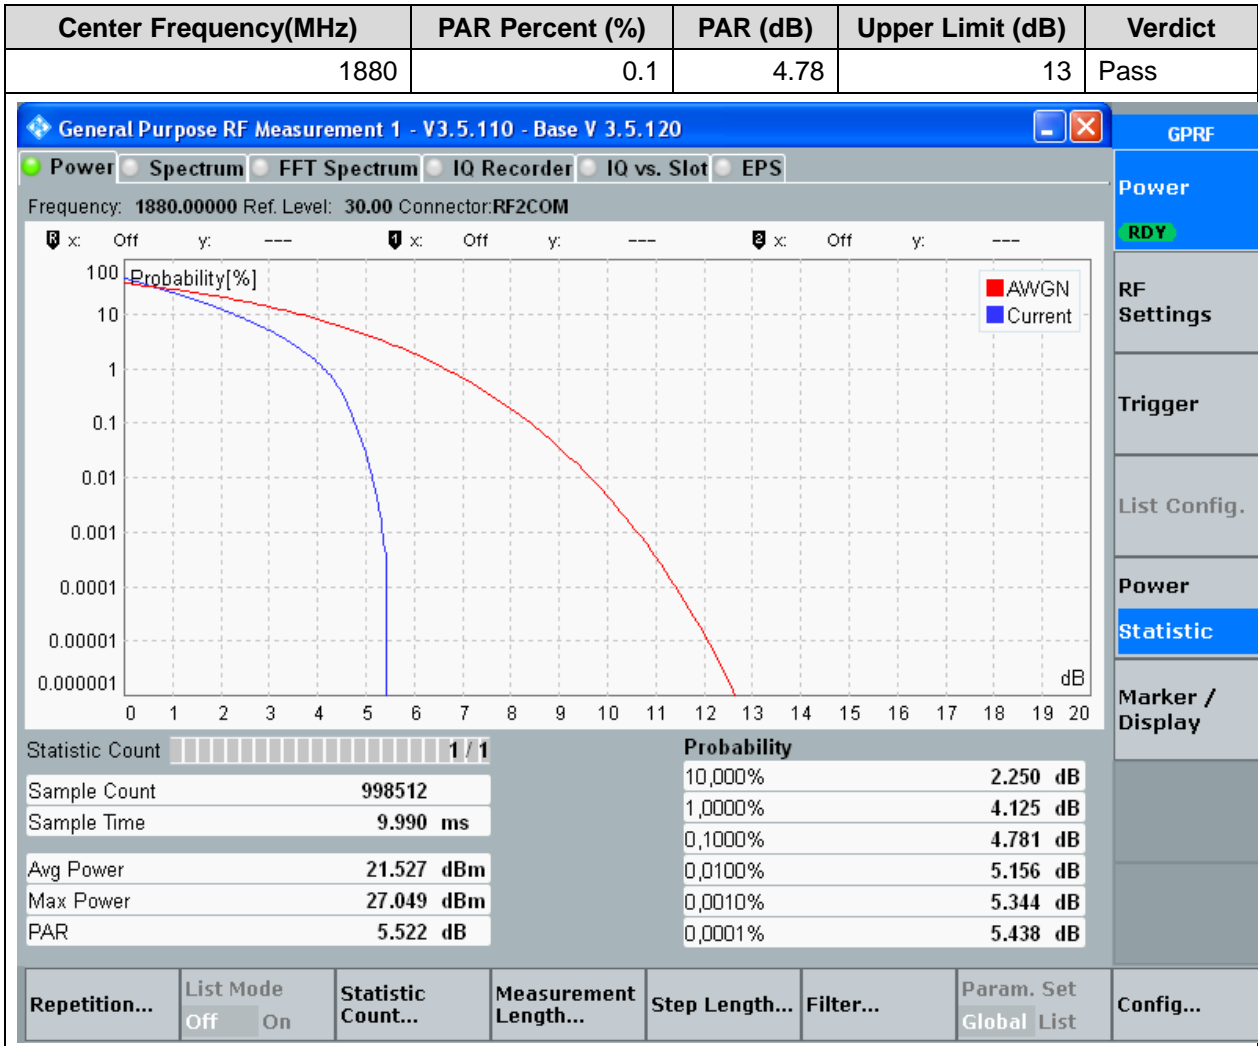 Center Frequency(MHz) PAR Percent (%) PAR (dB) Upper Limit (dB) Verdict
1880 0.1 4.78 13 Pass
General Purpose RF Measurement 1 - V3.5.110 - Base V 3.5.120
GPRF
Power Spectrum FFT Spectrum IQ Recorder IQ vs. Slot EPS
Power
RDY
Frequency: 1880.00000 Ref. Level: 30.00 Connector:RF2COM
R x: Off y: --- 1 x: Off y: --- 2 x: Off y: ---
Probability[%]
AWGN
Current
100
10
1
0.1
0.01
0.001
0.0001
0.00001
0.000001
dB
0 1 2 3 4 5 6 7 8 9 10 11 12 13 14 15 16 17 18 19 20
RF
Settings
Trigger
List Config.
Power
Statistic
Marker /
Display
Statistic Count 1 / 1
Sample Count 998512
Sample Time 9.990 ms
Avg Power 21.527 dBm
Max Power 27.049 dBm
PAR 5.522 dB
Probability
10,000% 2.250 dB
1,0000% 4.125 dB
0,1000% 4.781 dB
0,0100% 5.156 dB
0,0010% 5.344 dB
0,0001% 5.438 dB
Repetition...
List Mode
Off On
Statistic
Count...
Measurement
Length...
Step Length...
Filter...
Param. Set
Global List
Config...